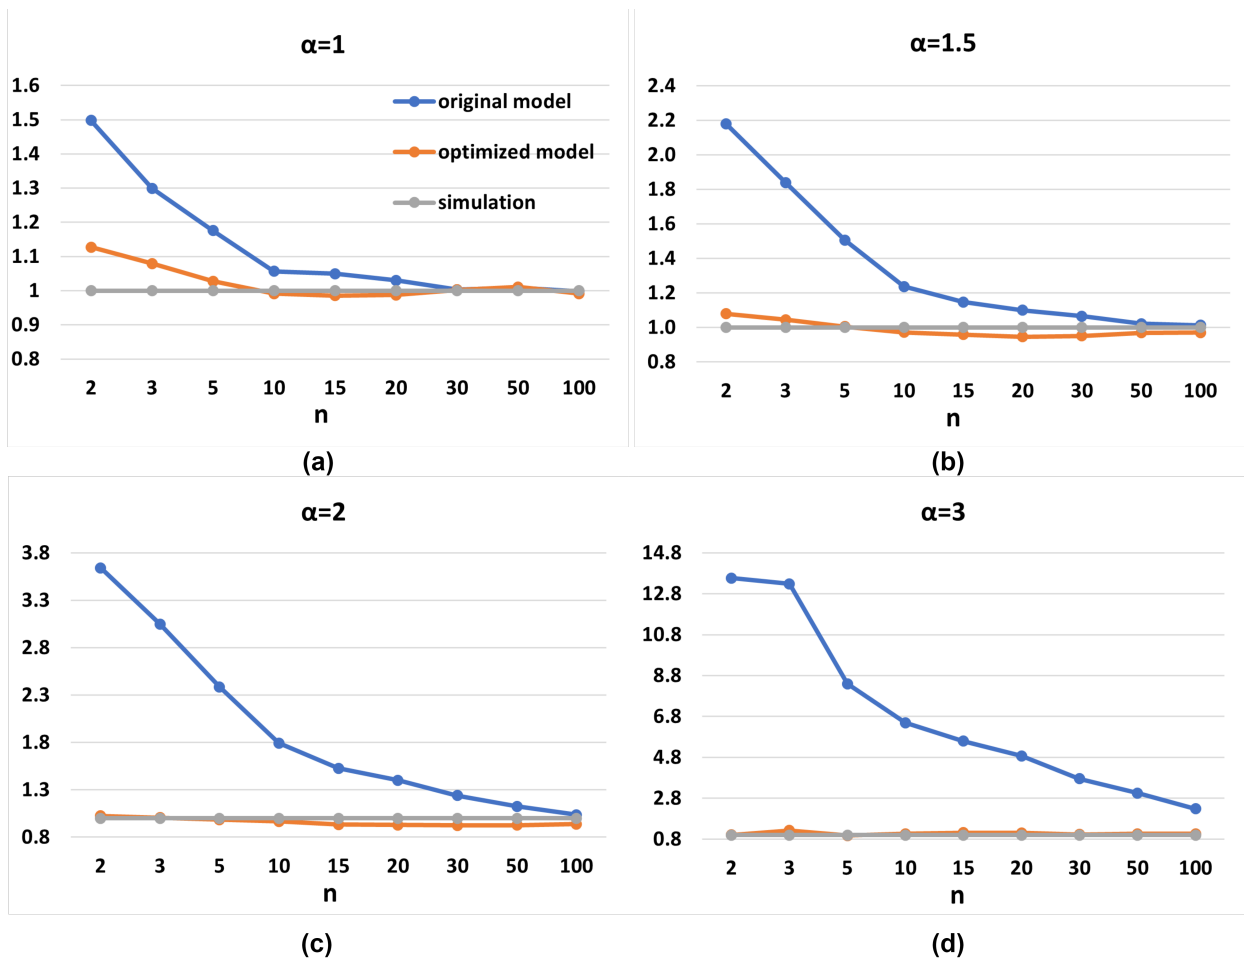 α=1
1.6
1.5
1.4
1.3
1.2
1.1
1
0.9
0.8
original model
optimized model
simulation
2 3 5 10 15 20 30 50 100
n
(a)
α=1.5
2.4
2.2
2.0
1.8
1.6
1.4
1.2
1.0
0.8
2 3 5 10 15 20 30 50 100
n
(b)
α=2
3.8
3.3
2.8
2.3
1.8
1.3
0.8
2 3 5 10 15 20 30 50 100
n
(c)
α=3
14.8
12.8
10.8
8.8
6.8
4.8
2.8
0.8
2 3 5 10 15 20 30 50 100
n
(d)